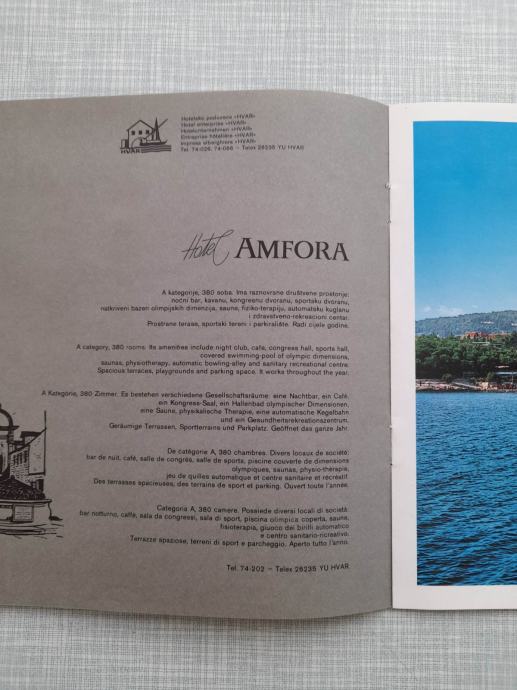 HVAR
Hotelsko poduzeće «HVAR»
Hotel enterprise «HVAR»
Hotelunternehmen «HVAR»
Entreprise hôtelière «HVAR»
Impresa alberghiera «HVAR»
Tel. 74-026, 74-066 – Telex 26235 YU HVAR
Hotel AMFORA
A kategorije, 380 soba. Ima raznovrsne društvene prostorije:
noćni bar, kavanu, kongresnu dvoranu, sportsku dvoranu,
natkriveni bazen olimpijskih dimenzija, saune, fiziko-terapiju, automatsku kuglanu
i zdravstveno-rekreacioni centar.
Prostrane terase, sportski tereni i parkiralište. Radi cijele godine.
A category, 380 rooms. Its amenities include night club, café, congress hall, sports hall,
covered swimming-pool of olympic dimensions,
saunas, physiotherapy, automatic bowling-alley and sanitary recreational centre.
Spacious terraces, playgrounds and parking space. It works throughout the year.
A Kategorie, 380 Zimmer. Es bestehen verschiedene Gesellschaftsräume: eine Nachtbar, ein Café,
ein Kongress-Saal, ein Hallenbad olympischer Dimensionen,
eine Sauna, physikalische Therapie, eine automatische Kegelbahn
und ein Gesundheitsrekreationszentrum.
Geräumige Terrassen, Sportterrains und Parkplatz. Geöffnet das ganze Jahr.
De catégorie A, 380 chambres. Divers locaux de société:
bar de nuit, café, salle de congrès, salle de sports, piscine couverte de dimensions
olympiques, saunas, physio-thérapie,
jeu de quilles automatique et centre sanitaire et récréatif.
Des terrasses spacieuses, des terrains de sport et parking. Ouvert toute l'année.
Categoria A, 380 camere. Possiede diversi locali di società:
bar notturno, caffè, sala da congressi, sala di sport, piscina olimpica coperta, sauna,
fisioterapia, giuoco dei birilli automatico
e centro sanitario-ricreativo.
Terrazze spaziose, terreni di sport e parcheggio. Aperto tutto l'anno.
Tel. 74-202 – Telex 26235 YU HVAR